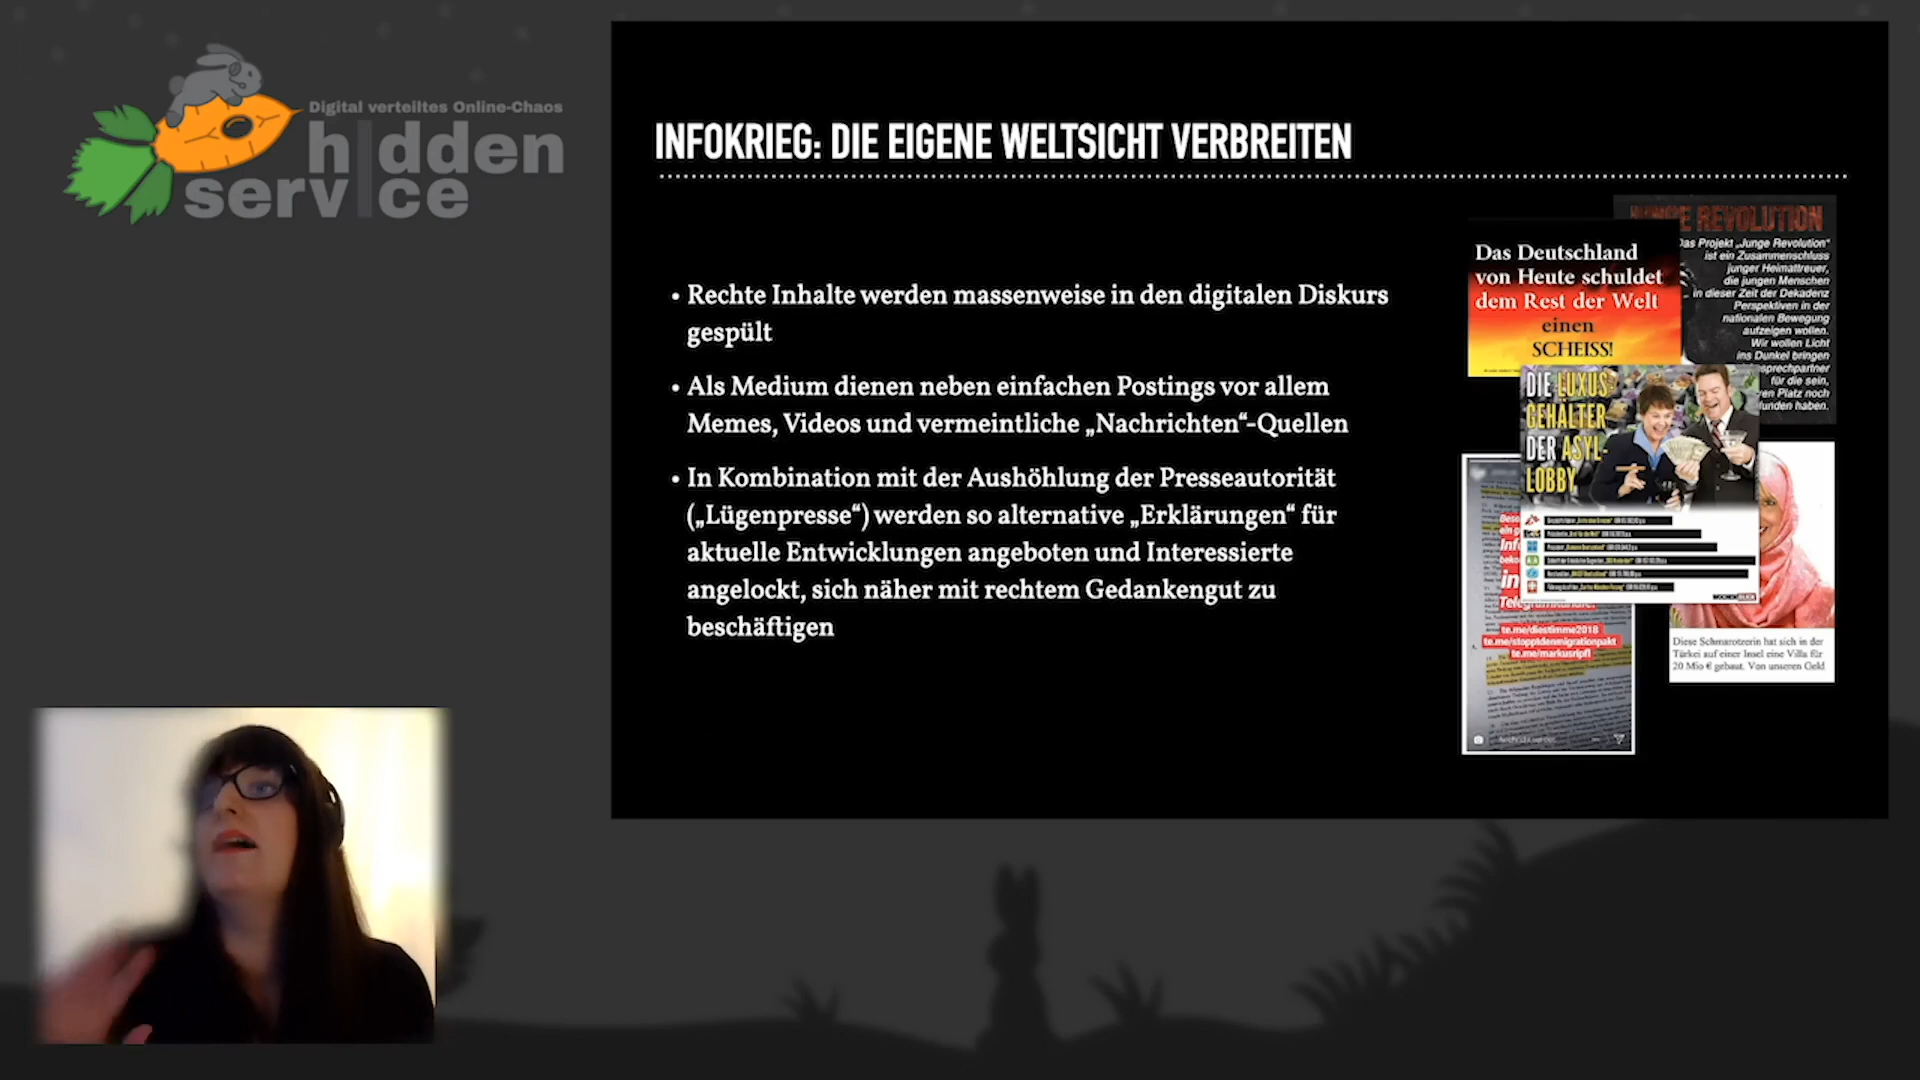 Digital verteiltes Online-Chaos
hidden
service
INFOKRIEG: DIE EIGENE WELTSICHT VERBREITEN
• Rechte Inhalte werden massenweise in den digitalen Diskurs
gespült
• Als Medium dienen neben einfachen Postings vor allem
Memes, Videos und vermeintliche „Nachrichten“-Quellen
• In Kombination mit der Aushöhlung der Presseautorität
(„Lügenpresse“) werden so alternative „Erklärungen“ für
aktuelle Entwicklungen angeboten und Interessierte
angelockt, sich näher mit rechtem Gedankengut zu
beschäftigen
Das Deutschland
von Heute schuldet
dem Rest der Welt
einen
SCHEISS!
REVOLUTION
Das Projekt „Junge Revolution“
ist ein Zusammenschluss
junger Heimattreuer,
die jungen Menschen
in dieser Zeit der Dekadenz
Perspektiven in der
nationalen Bewegung
aufzeigen wollen.
Wir wollen Licht
ins Dunkel bringen
für die sein,
Platz noch
haben.
DIE LUXUS-
GEHÄLTER
DER ASYL-
LOBBY
WOCHENBLICK
in
t.me/diestimme2018
t.me/stopptdenmigrationpakt
t.me/markusripfl
Diese Schmarotzerin hat sich in der
Türkei auf einer Insel eine Villa für
20 Mio € gebaut. Von unseren Geld